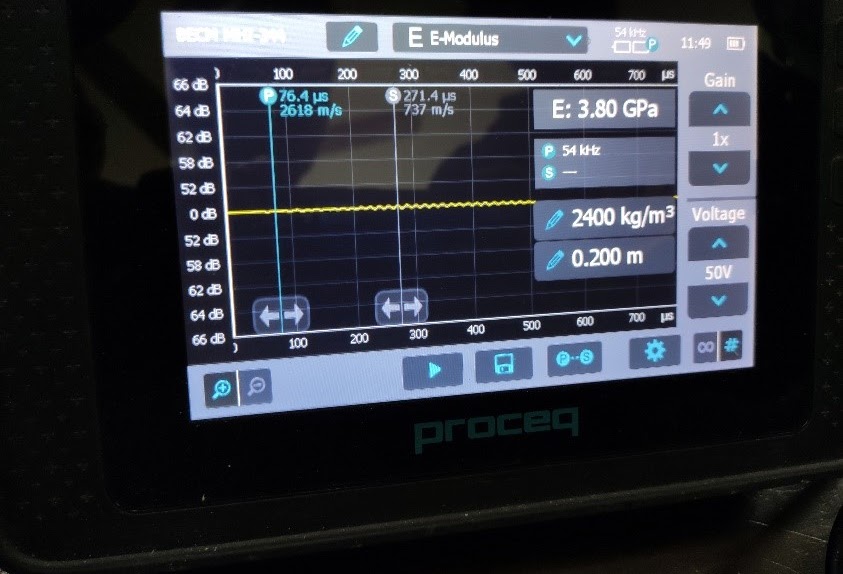 E E-Modulus
54 kHz
P
11:49
100 200 300 400 500 600 700 µs
Gain
66 dB
64 dB
62 dB
58 dB
52 dB
0 dB
52 dB
58 dB
62 dB
64 dB
66 dB
P 76.4 µs
2618 m/s
S 271.4 µs
737 m/s
E: 3.80 GPa
P 54 kHz
S —
2400 kg/m³
0.200 m
1x
Voltage
50V
100 200 300 400 500 600 700 µs
P--S
∞ #
proceq